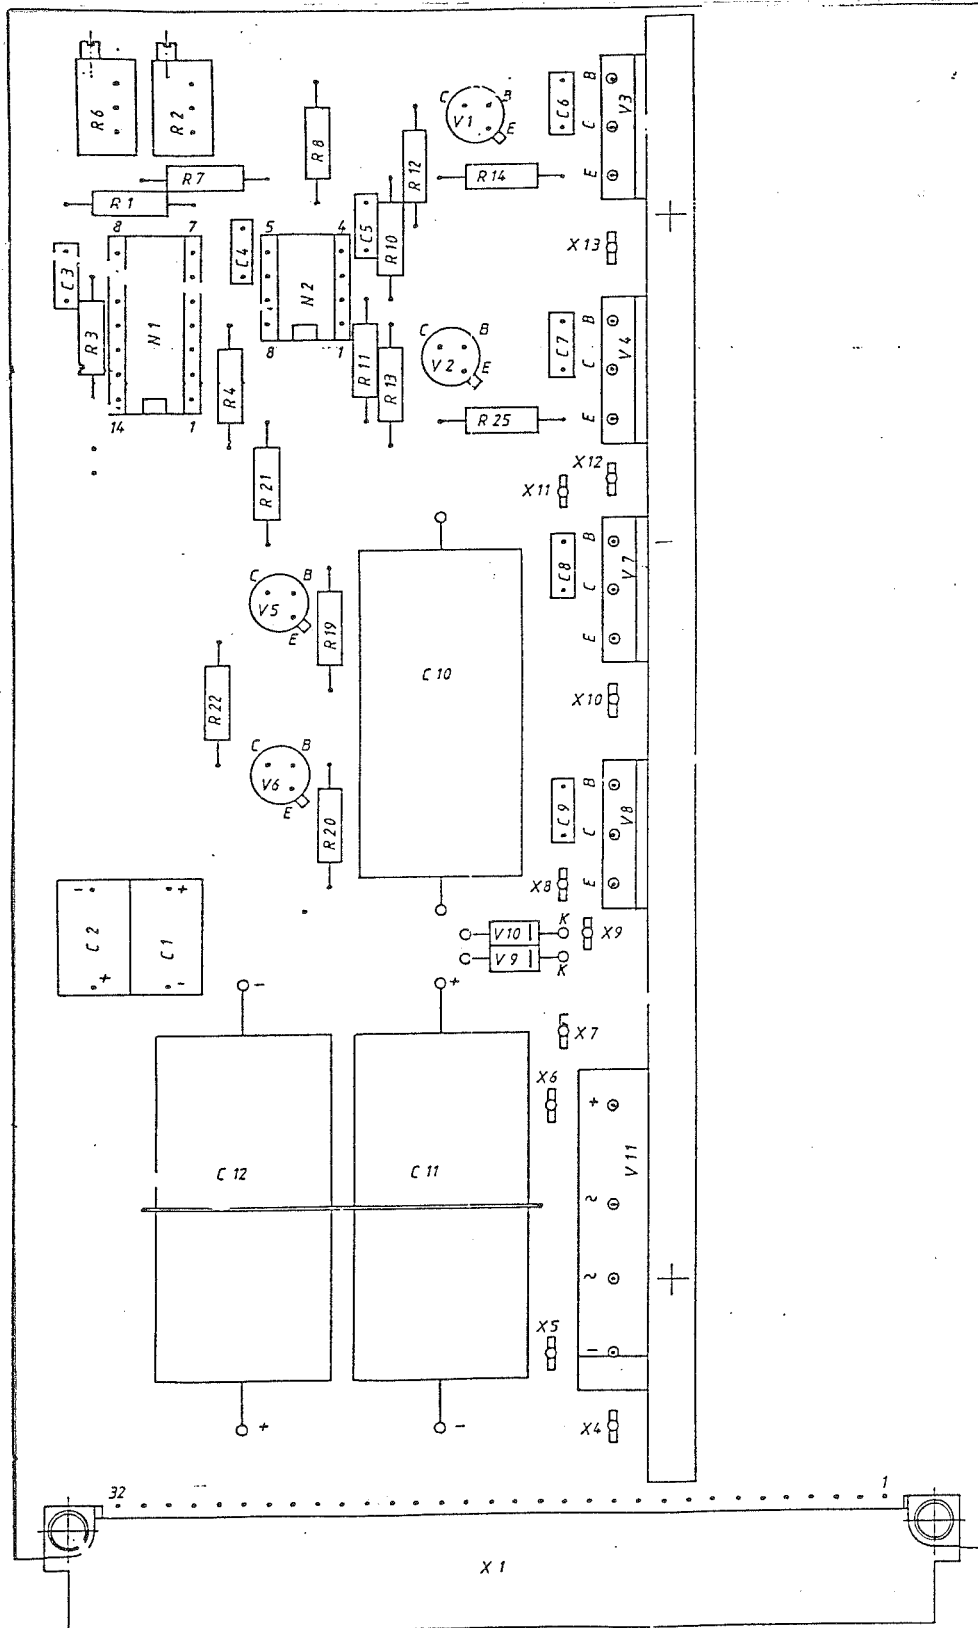 R6
R2
R8
R7
R1
R12
C B
V1
E
R14
C6
B C E
V3
X13
8 7
C3
R3
N1
14 1
C4
5 4
N2
8 1
R4
C5
R10
R11
R13
C B
V2
E
R25
C7
B C E
V4
X12
X11
R21
C B
V5
E
R19
R22
C10
C8
B C E
V7
X10
C B
V6
E
R20
C9
B C E
V8
X8
X9
V10 K
V9 K
- +
C2 C1
+ -
X7
X6
- +
C12 C11
+ -
+ ~ ~ -
V11
X5
X4
32 1
X1